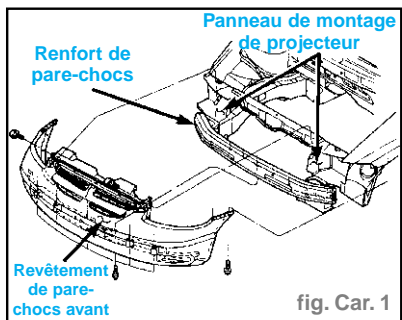 Panneau de montage
de projecteur
Renfort de
pare-chocs
Revêtement
de pare-
chocs avant
fig. Car. 1